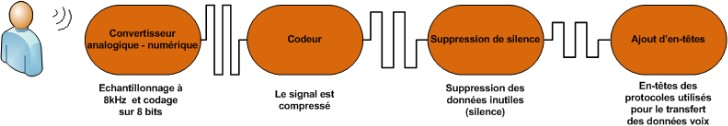 Convertisseur
analogique - numérique
Echantillonnage à
8kHz et codage
sur 8 bits
Codeur
Le signal est
compressé
Suppression de silence
Suppression des
données inutiles
(silence)
Ajout d'en-têtes
En-têtes des
protocoles utilisés
pour le transfert
des données voix